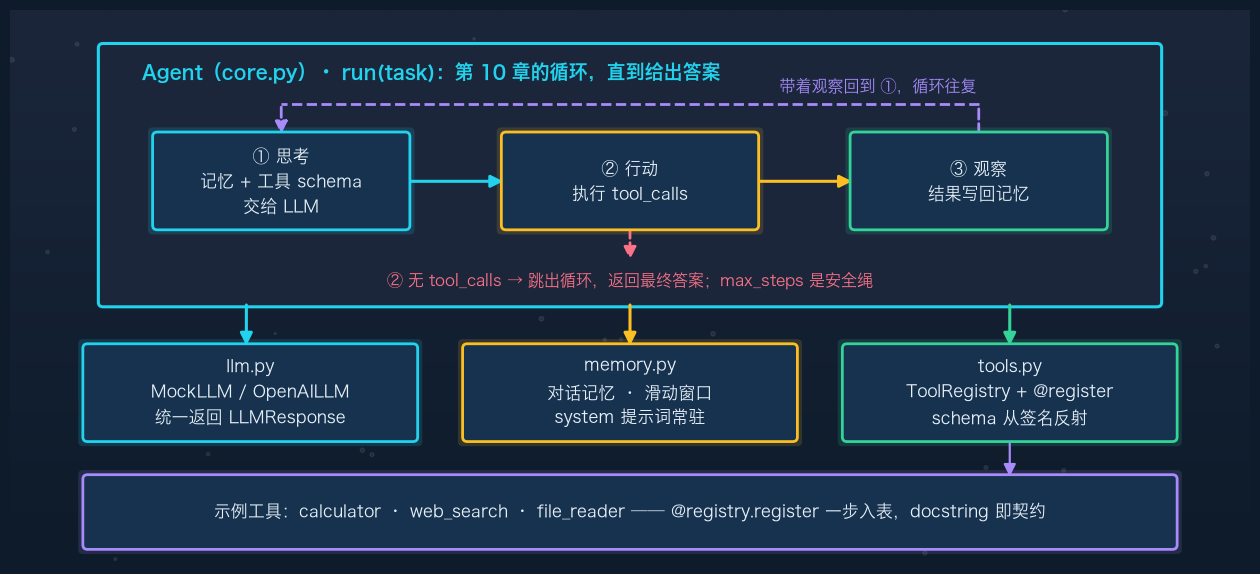 Agent（core.py）· run(task)：第 10 章的循环，直到给出答案
带着观察回到 ①，循环往复
① 思考
记忆 + 工具 schema
交给 LLM
② 行动
执行 tool_calls
③ 观察
结果写回记忆
② 无 tool_calls → 跳出循环，返回最终答案；max_steps 是安全绳
llm.py
MockLLM / OpenAILLM
统一返回 LLMResponse
memory.py
对话记忆 · 滑动窗口
system 提示词常驻
tools.py
ToolRegistry + @register
schema 从签名反射
示例工具：calculator · web_search · file_reader —— @registry.register 一步入表，docstring 即契约